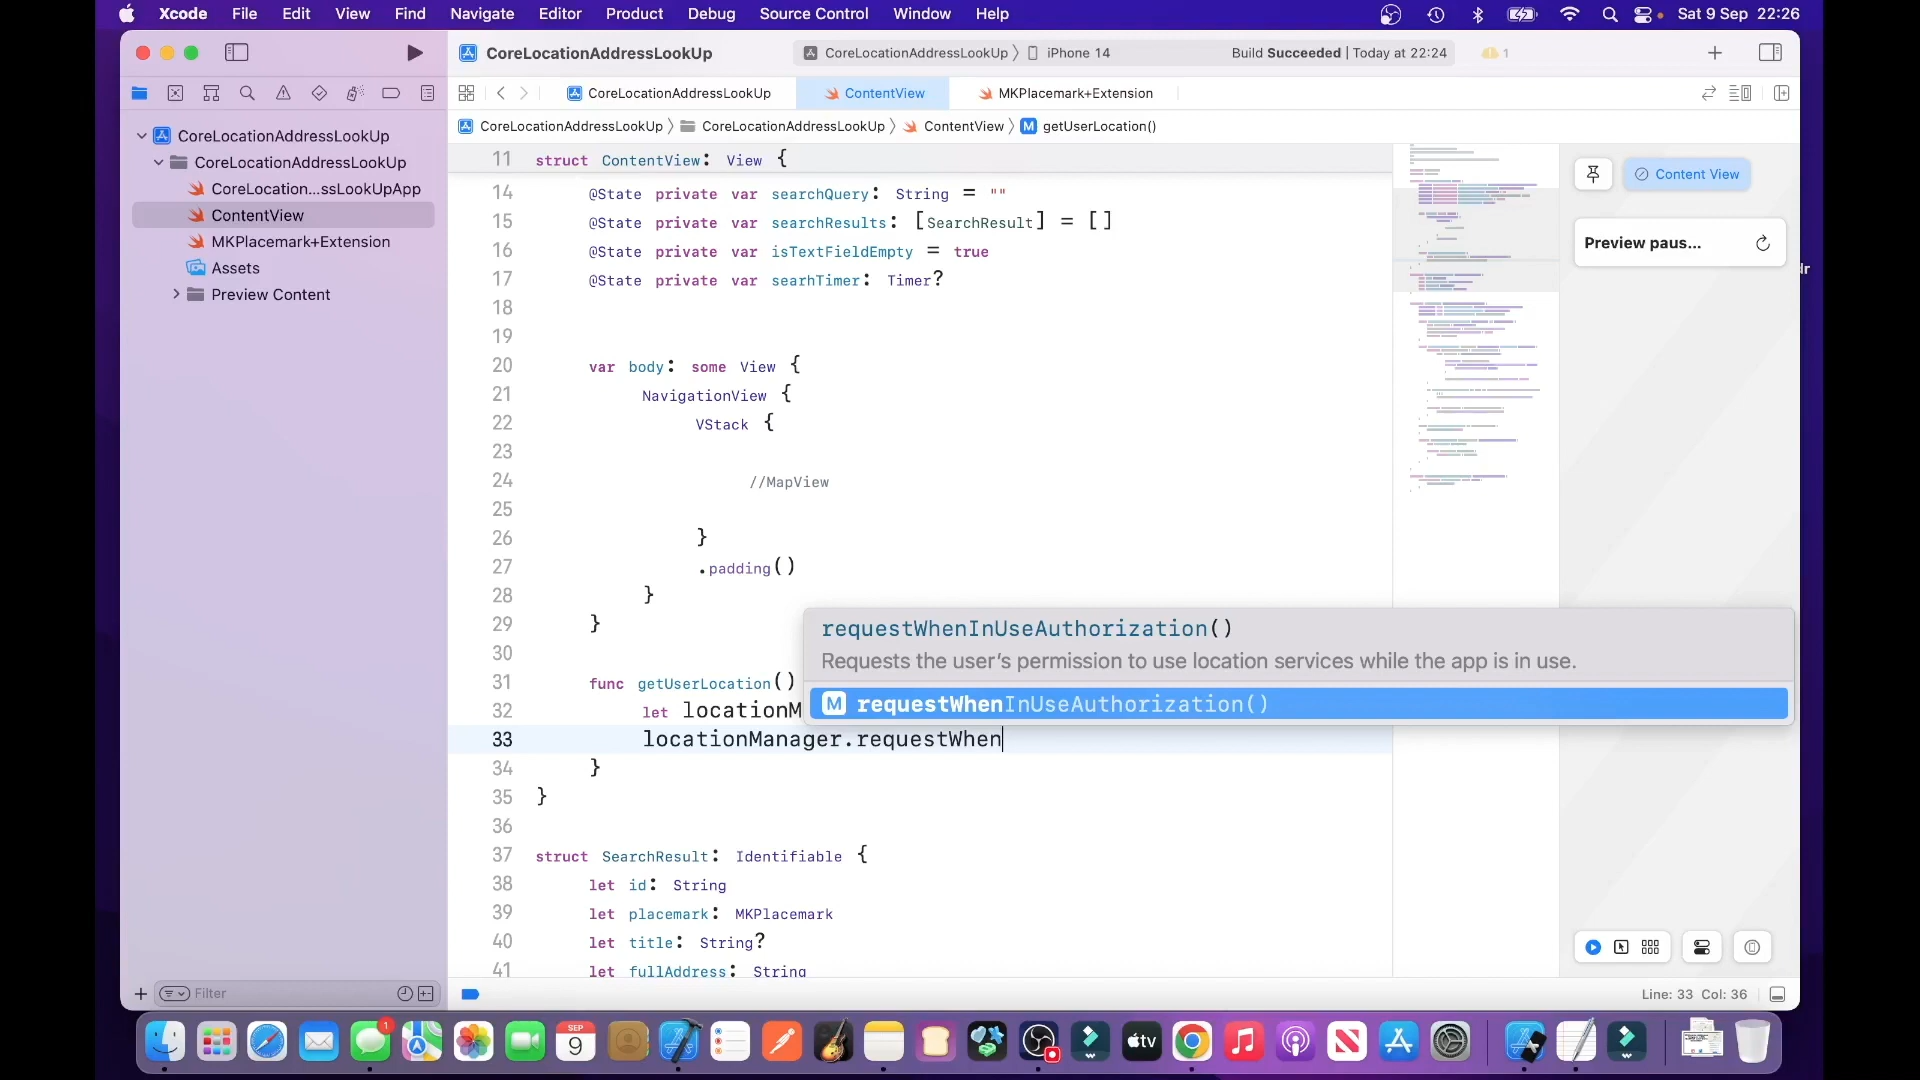 Xcode File Edit View Find Navigate Editor Product Debug Source Control Window Help Sat 9 Sep 22:26
CoreLocationAddressLookUp CoreLocationAddressLookUp iPhone 14 Build Succeeded | Today at 22:24 1
CoreLocationAddressLookUp ContentView MKPlacemark+Extension
CoreLocationAddressLookUp CoreLocationAddressLookUp ContentView M getUserLocation()
CoreLocationAddressLookUp
CoreLocationAddressLookUp
CoreLocation...ssLookUpApp
ContentView
MKPlacemark+Extension
Assets
Preview Content
Filter
11 struct ContentView: View {
14 @State private var searchQuery: String = ""
15 @State private var searchResults: [SearchResult] = []
16 @State private var isTextFieldEmpty = true
17 @State private var searhTimer: Timer?
18
19
20 var body: some View {
21 NavigationView {
22 VStack {
23
24 //MapView
25
26 }
27 .padding()
28 }
29 }
30
31 func getUserLocation()
32 let locationM
33 locationManager.requestWhen
34 }
35 }
36
37 struct SearchResult: Identifiable {
38 let id: String
39 let placemark: MKPlacemark
40 let title: String?
41 let fullAddress: String
requestWhenInUseAuthorization()
Requests the user's permission to use location services while the app is in use.
M requestWhenInUseAuthorization()
Content View
Preview paus...
dr
Line: 33 Col: 36
1
SEP
9
tv